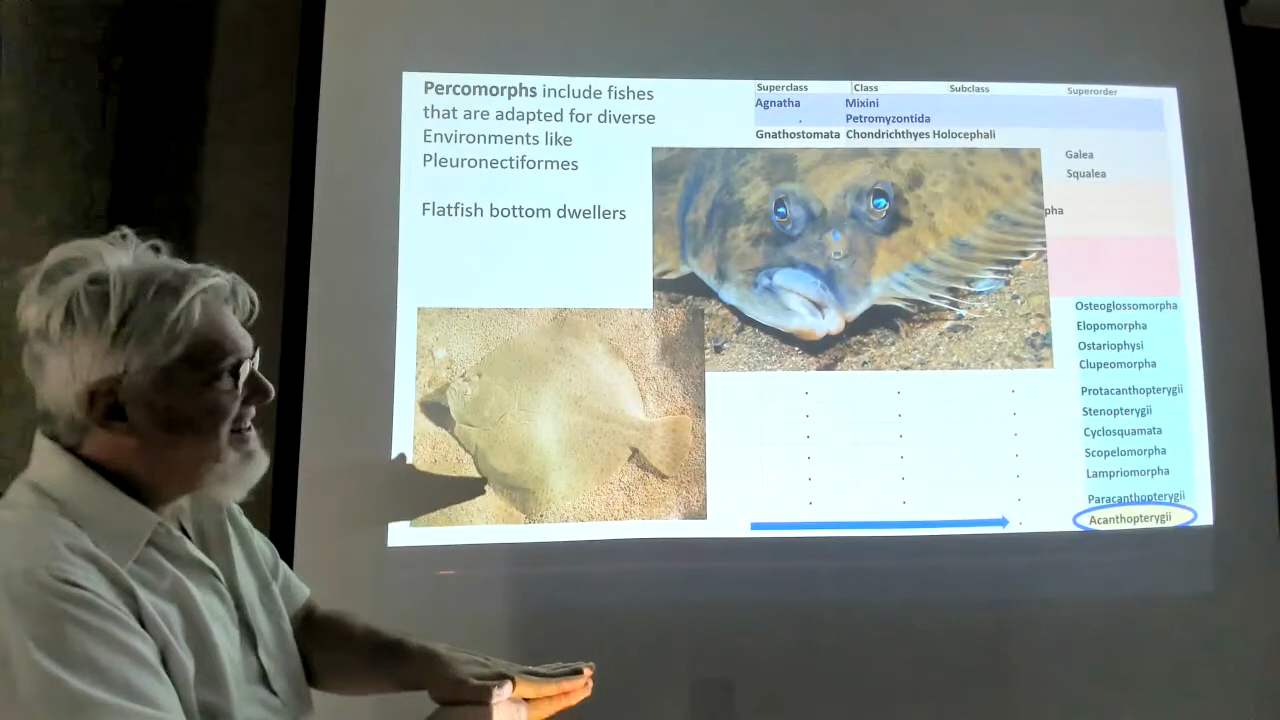 Percomorphs include fishes
that are adapted for diverse
Environments like
Pleuronectiformes
Flatfish bottom dwellers
Superclass Class Subclass Superorder
Agnatha Mixini
Petromyzontida
Gnathostomata Chondrichthyes Holocephali
Galea
Squalea
pha
Osteoglossomorpha
Elopomorpha
Ostariophysi
Clupeomorpha
Protacanthopterygii
Stenopterygii
Cyclosquamata
Scopelomorpha
Lampriomorpha
Paracanthopterygii
Acanthopterygii